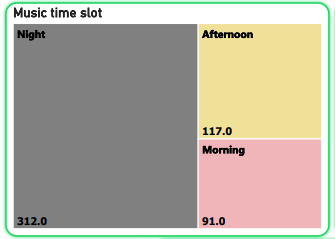 Music time slot
Night
312.0
Afternoon
117.0
Morning
91.0